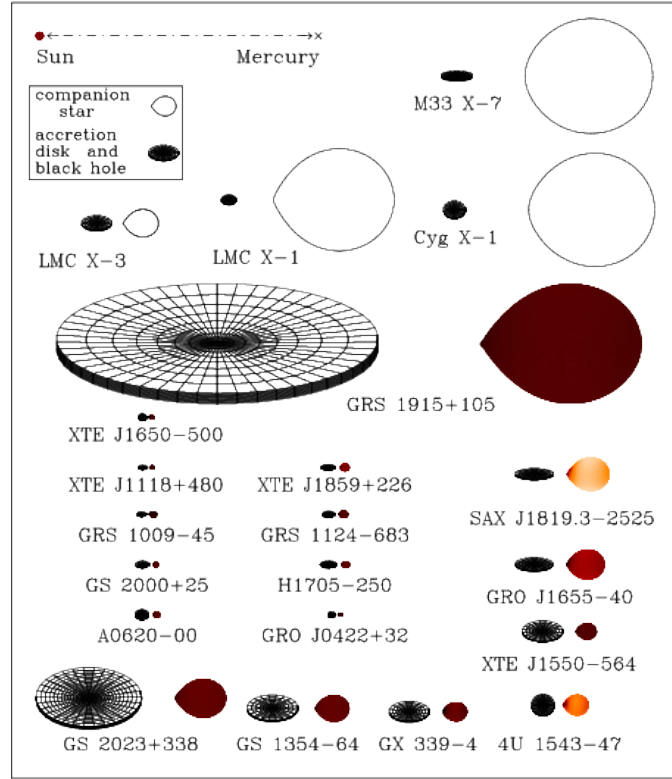 Sun Mercury
companion
star
accretion
disk and
black hole
M33 X-7
LMC X-3
LMC X-1
Cyg X-1
GRS 1915+105
XTE J1650-500
XTE J1118+480
XTE J1859+226
SAX J1819.3-2525
GRS 1009-45
GRS 1124-683
GS 2000+25
H1705-250
GRO J1655-40
A0620-00
GRO J0422+32
XTE J1550-564
GS 2023+338
GS 1354-64
GX 339-4
4U 1543-47